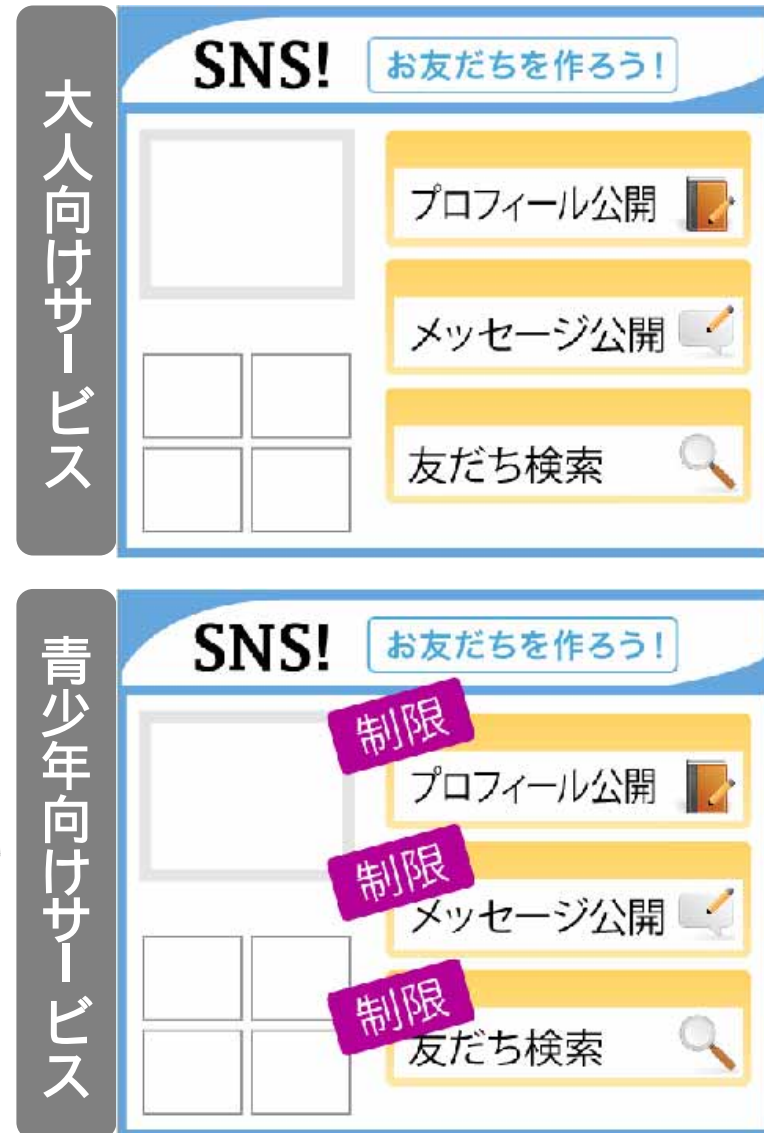 大人向けサービス
SNS! お友だちを作ろう!
プロフィール公開
メッセージ公開
友だち検索
青少年向けサービス
SNS! お友だちを作ろう!
制限
プロフィール公開
制限
メッセージ公開
制限
友だち検索